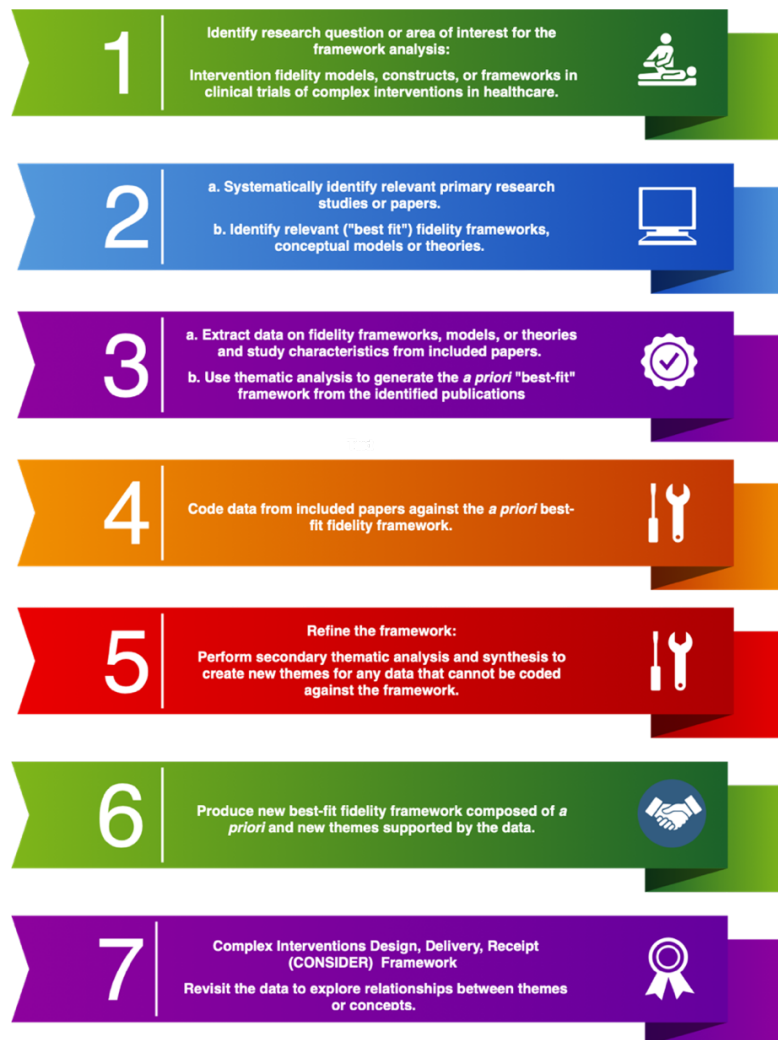 1
Identify research question or area of interest for the
framework analysis:
Intervention fidelity models, constructs, or frameworks in
clinical trials of complex interventions in healthcare.
2
a. Systematically identify relevant primary research
studies or papers.
b. Identify relevant ("best fit") fidelity frameworks,
conceptual models or theories.
3
a. Extract data on fidelity frameworks, models, or theories
and study characteristics from included papers.
b. Use thematic analysis to generate the a priori "best-fit"
framework from the identified publications
4
Code data from included papers against the a priori best-
fit fidelity framework.
5
Refine the framework:
Perform secondary thematic analysis and synthesis to
create new themes for any data that cannot be coded
against the framework.
6
Produce new best-fit fidelity framework composed of a
priori and new themes supported by the data.
7
Complex Interventions Design, Delivery, Receipt
(CONSIDER) Framework
Revisit the data to explore relationships between themes
or concepts.